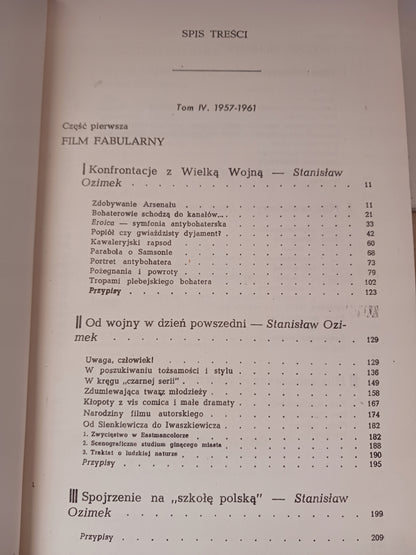 SPIS TREŚCI
Tom IV. 1957-1961
Część pierwsza
FILM FABULARNY
I Konfrontacje z Wielką Wojną — Stanisław
Ozimek . . . . . . . . . . . . . . . 11
Zdobywanie Arsenału . . . . . . . . . . . 11
Bohaterowie schodzą do kanałów... . . . . . . . . 21
Eroica — symfonia antybohaterska . . . . . . . . 33
Popiół czy gwiaździsty dyjament? . . . . . . . . 42
Kawaleryjski rapsod . . . . . . . . . . . 60
Parabola o Samsonie . . . . . . . . . . . 68
Portret antybohatera . . . . . . . . . . . 73
Pożegnania i powroty . . . . . . . . . . . 79
Tropami plebejskiego bohatera . . . . . . . . . 102
Przypisy . . . . . . . . . . . . . 123
II Od wojny w dzień powszedni — Stanisław Ozi-
mek . . . . . . . . . . . . . . . 129
Uwaga, człowiek! . . . . . . . . . . . . 129
W poszukiwaniu tożsamości i stylu . . . . . . . . 136
W kręgu „czarnej serii” . . . . . . . . . . 149
Zdumiewająca twarz młodzieży . . . . . . . . . 158
Kłopoty z vis comica i małe dramaty . . . . . . . 167
Narodziny filmu autorskiego . . . . . . . . . 174
Od Sienkiewicza do Iwaszkiewicza . . . . . . . . 182
1. Zwycięstwo w Eastmancolorze . . . . . . . . . 182
2. Scenograficzne studium ginącego miasta . . . . . . . 188
3. Traktat o ludzkiej naturze . . . . . . . . . . 190
Przypisy . . . . . . . . . . . . . 195
III Spojrzenie na „szkołę polską” — Stanisław
Ozimek . . . . . . . . . . . . . . . 199
Przypisy . . . . . . . . . . . . . 209